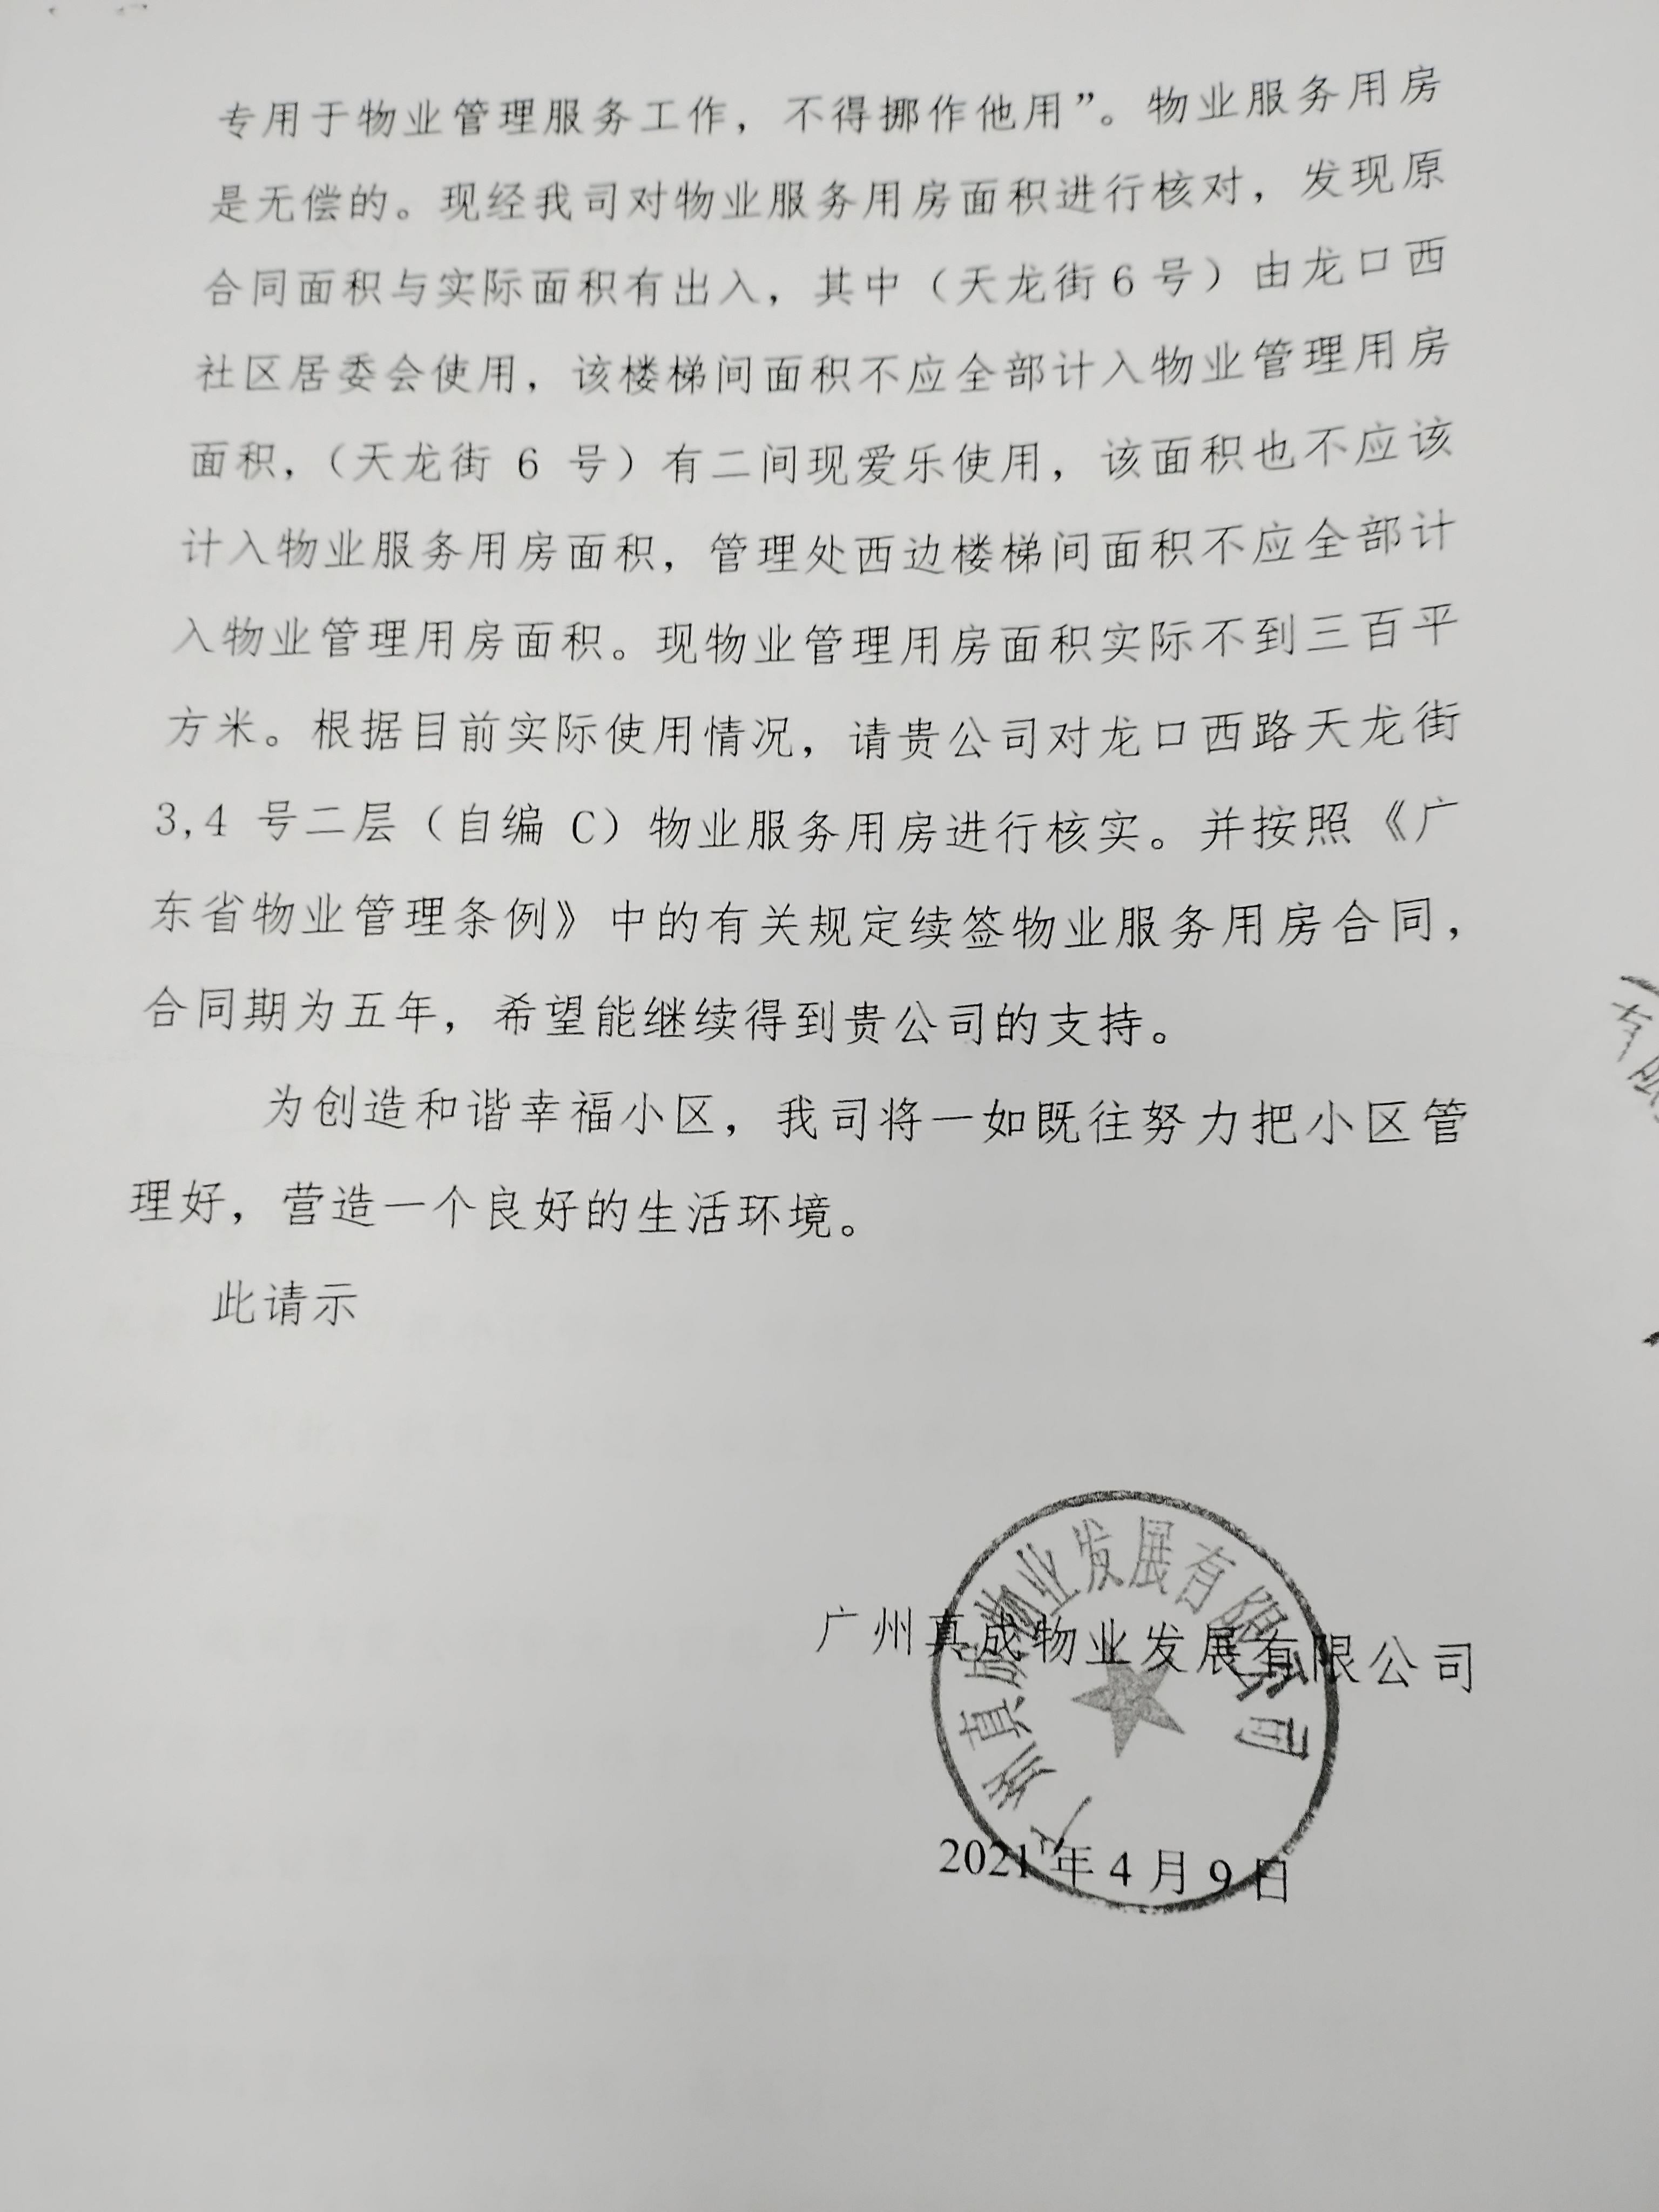 专用于物业管理服务工作，不得挪作他用”。物业服务用房
是无偿的。现经我司对物业服务用房面积进行核对，发现原
合同面积与实际面积有出入，其中（天龙街6号）由龙口西
社区居委会使用，该楼梯间面积不应全部计入物业管理用房
面积，（天龙街 6 号）有二间现爱乐使用，该面积也不应该
计入物业服务用房面积，管理处西边楼梯间面积不应全部计
入物业管理用房面积。现物业管理用房面积实际不到三百平
方米。根据目前实际使用情况，请贵公司对龙口西路天龙街
3,4 号二层（自编 C）物业服务用房进行核实。并按照《广
东省物业管理条例》中的有关规定续签物业服务用房合同，
合同期为五年，希望能继续得到贵公司的支持。
为创造和谐幸福小区，我司将一如既往努力把小区管
理好，营造一个良好的生活环境。
此请示
广州真成物业发展有限公司
广州真成物业发展有限公司
2021年4月9日